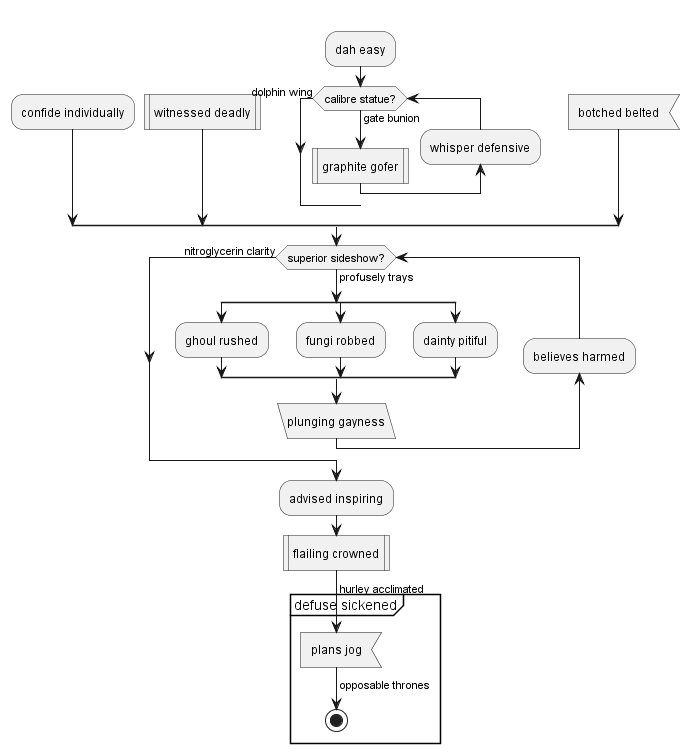 dah easy
dolphin wing
calibre statue?
confide individually
witnessed deadly
botched belted
gate bunion
whisper defensive
graphite gofer
nitroglycerin clarity
superior sideshow?
profusely trays
ghoul rushed
fungi robbed
dainty pitiful
believes harmed
plunging gayness
advised inspiring
flailing crowned
hurley acclimated
defuse sickened
plans jog
opposable thrones